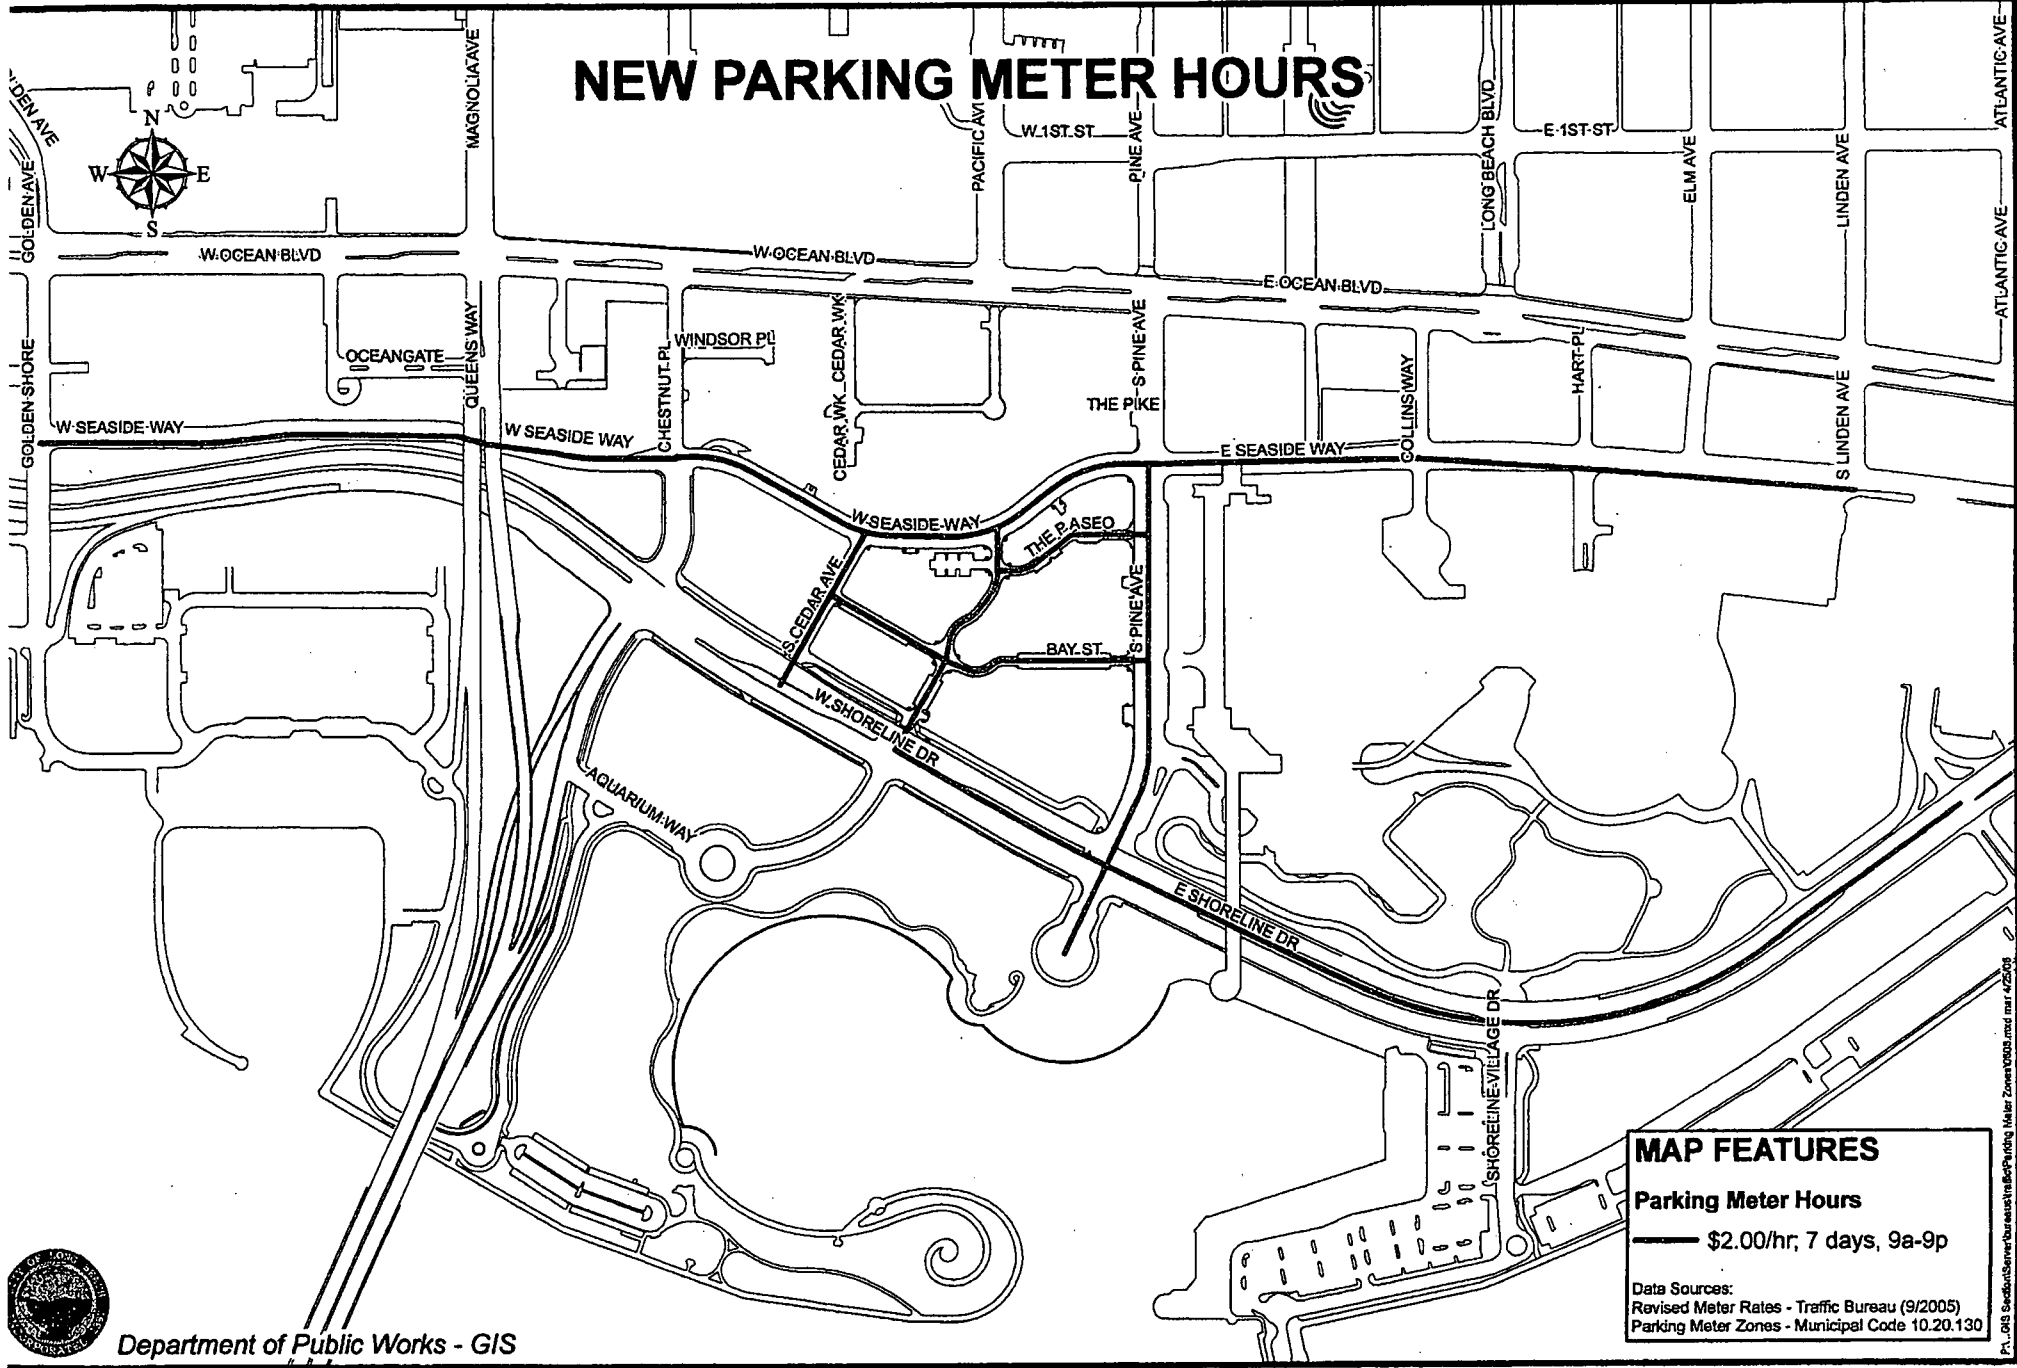 NEW PARKING METER HOURS
MAGNOLIA AVE
GOLDEN AVE
PACIFIC AVE
W 1ST ST
PINE AVE
LONG BEACH BLVD
E 1ST ST
ELM AVE
LINDEN AVE
ATLANTIC AVE
ATLANTIC AVE
N
W E
S
W OCEAN BLVD
W OCEAN BLVD
E OCEAN BLVD
GOLDEN SHORE
OCEANGATE
QUEENS WAY
CHESTNUT PL
WINDSOR PL
CEDAR WK
CEDAR WK
S PINE AVE
THE PIKE
COLLINS WAY
HART PL
S LINDEN AVE
W SEASIDE WAY
W SEASIDE WAY
E SEASIDE WAY
W SEASIDE WAY
THE PASEO
S CEDAR AVE
S PINE AVE
BAY ST
W SHORELINE DR
AQUARIUM WAY
E SHORELINE DR
SHORELINE VILLAGE DR
MAP FEATURES
Parking Meter Hours
$2.00/hr; 7 days, 9a-9p
Data Sources:
Revised Meter Rates - Traffic Bureau (9/2005)
Parking Meter Zones - Municipal Code 10.20.130
Department of Public Works - GIS